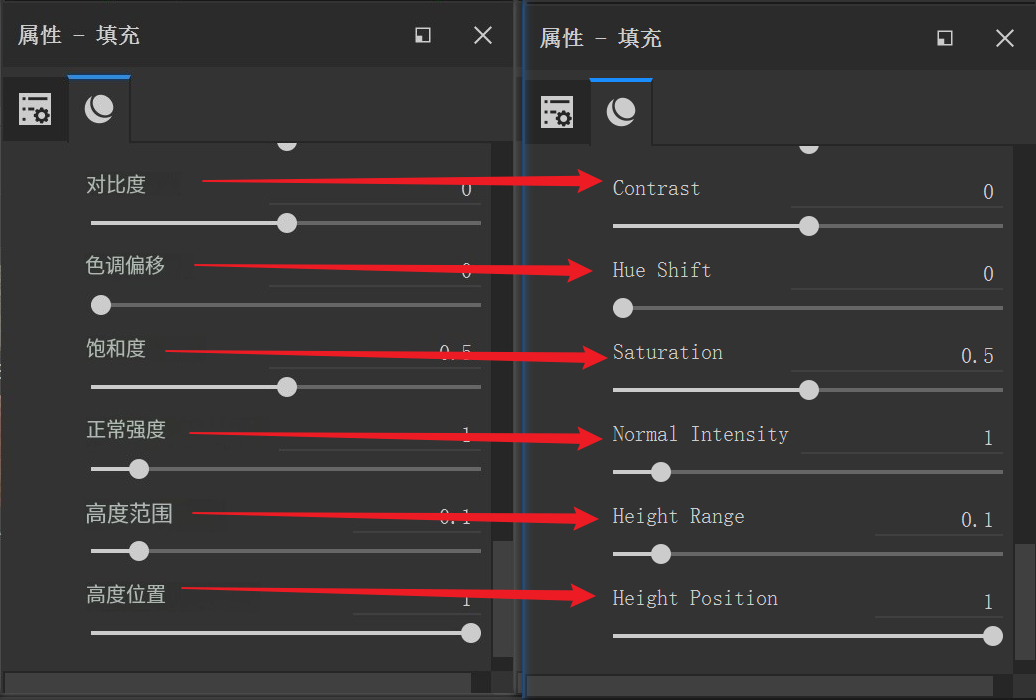 属性 - 填充
对比度
0
色调偏移
0
饱和度
0.5
正常强度
1
高度范围
0.1
高度位置
1
属性 - 填充
Contrast
0
Hue Shift
0
Saturation
0.5
Normal Intensity
1
Height Range
0.1
Height Position
1